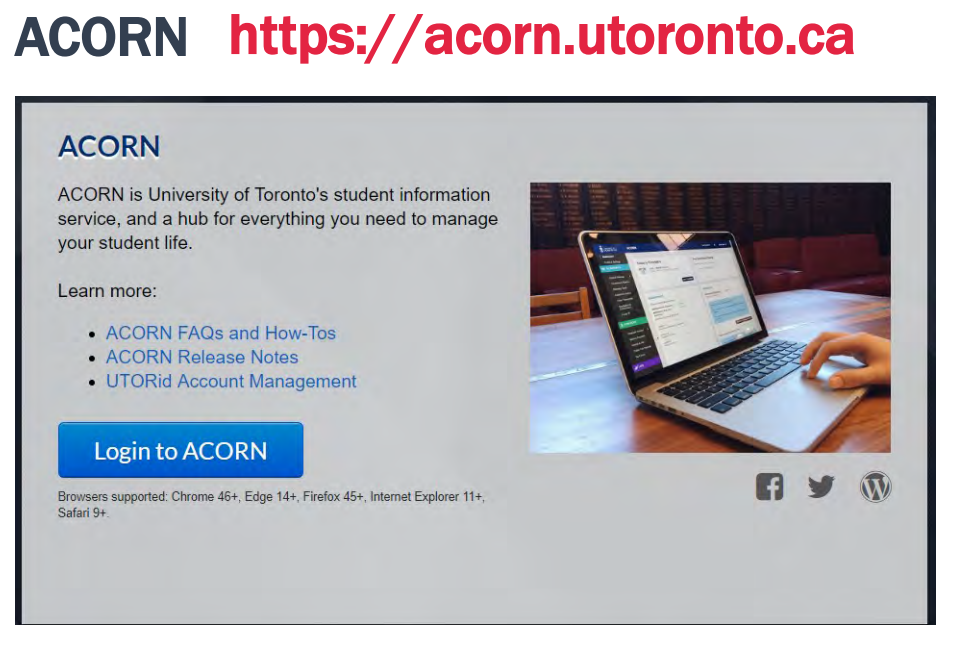 ACORN https://acorn.utoronto.ca
ACORN
ACORN is University of Toronto's student information
service, and a hub for everything you need to manage
your student life.
Learn more:
ACORN FAQs and How-Tos
ACORN Release Notes
UTORid Account Management
Login to ACORN
Browsers supported: Chrome 46+, Edge 14+, Firefox 45+, Internet Explorer 11+,
Safari 9+.
ACORN